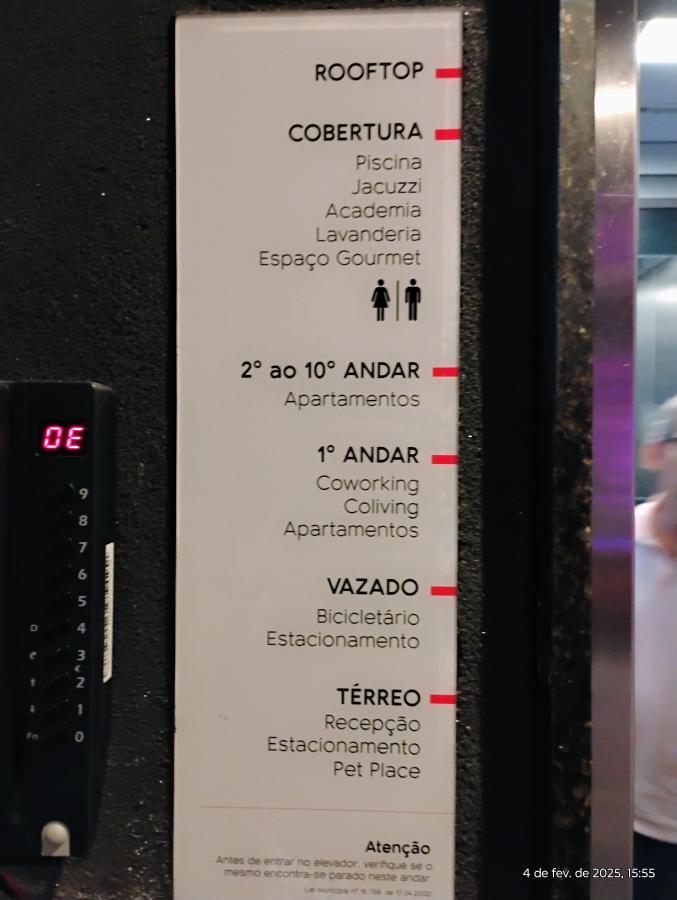 ROOFTOP
COBERTURA
Piscina
Jacuzzi
Academia
Lavanderia
Espaço Gourmet
2° ao 10° ANDAR
Apartamentos
1° ANDAR
Coworking
Coliving
Apartamentos
VAZADO
Bicicletário
Estacionamento
TÉRREO
Recepção
Estacionamento
Pet Place
Atenção
Antes de entrar no elevador, verifique se o
mesmo encontra-se parado neste andar.
0E
9
8
7
6
5
D 4
3
2
1
Fn 0
4 de fev. de 2025, 15:55